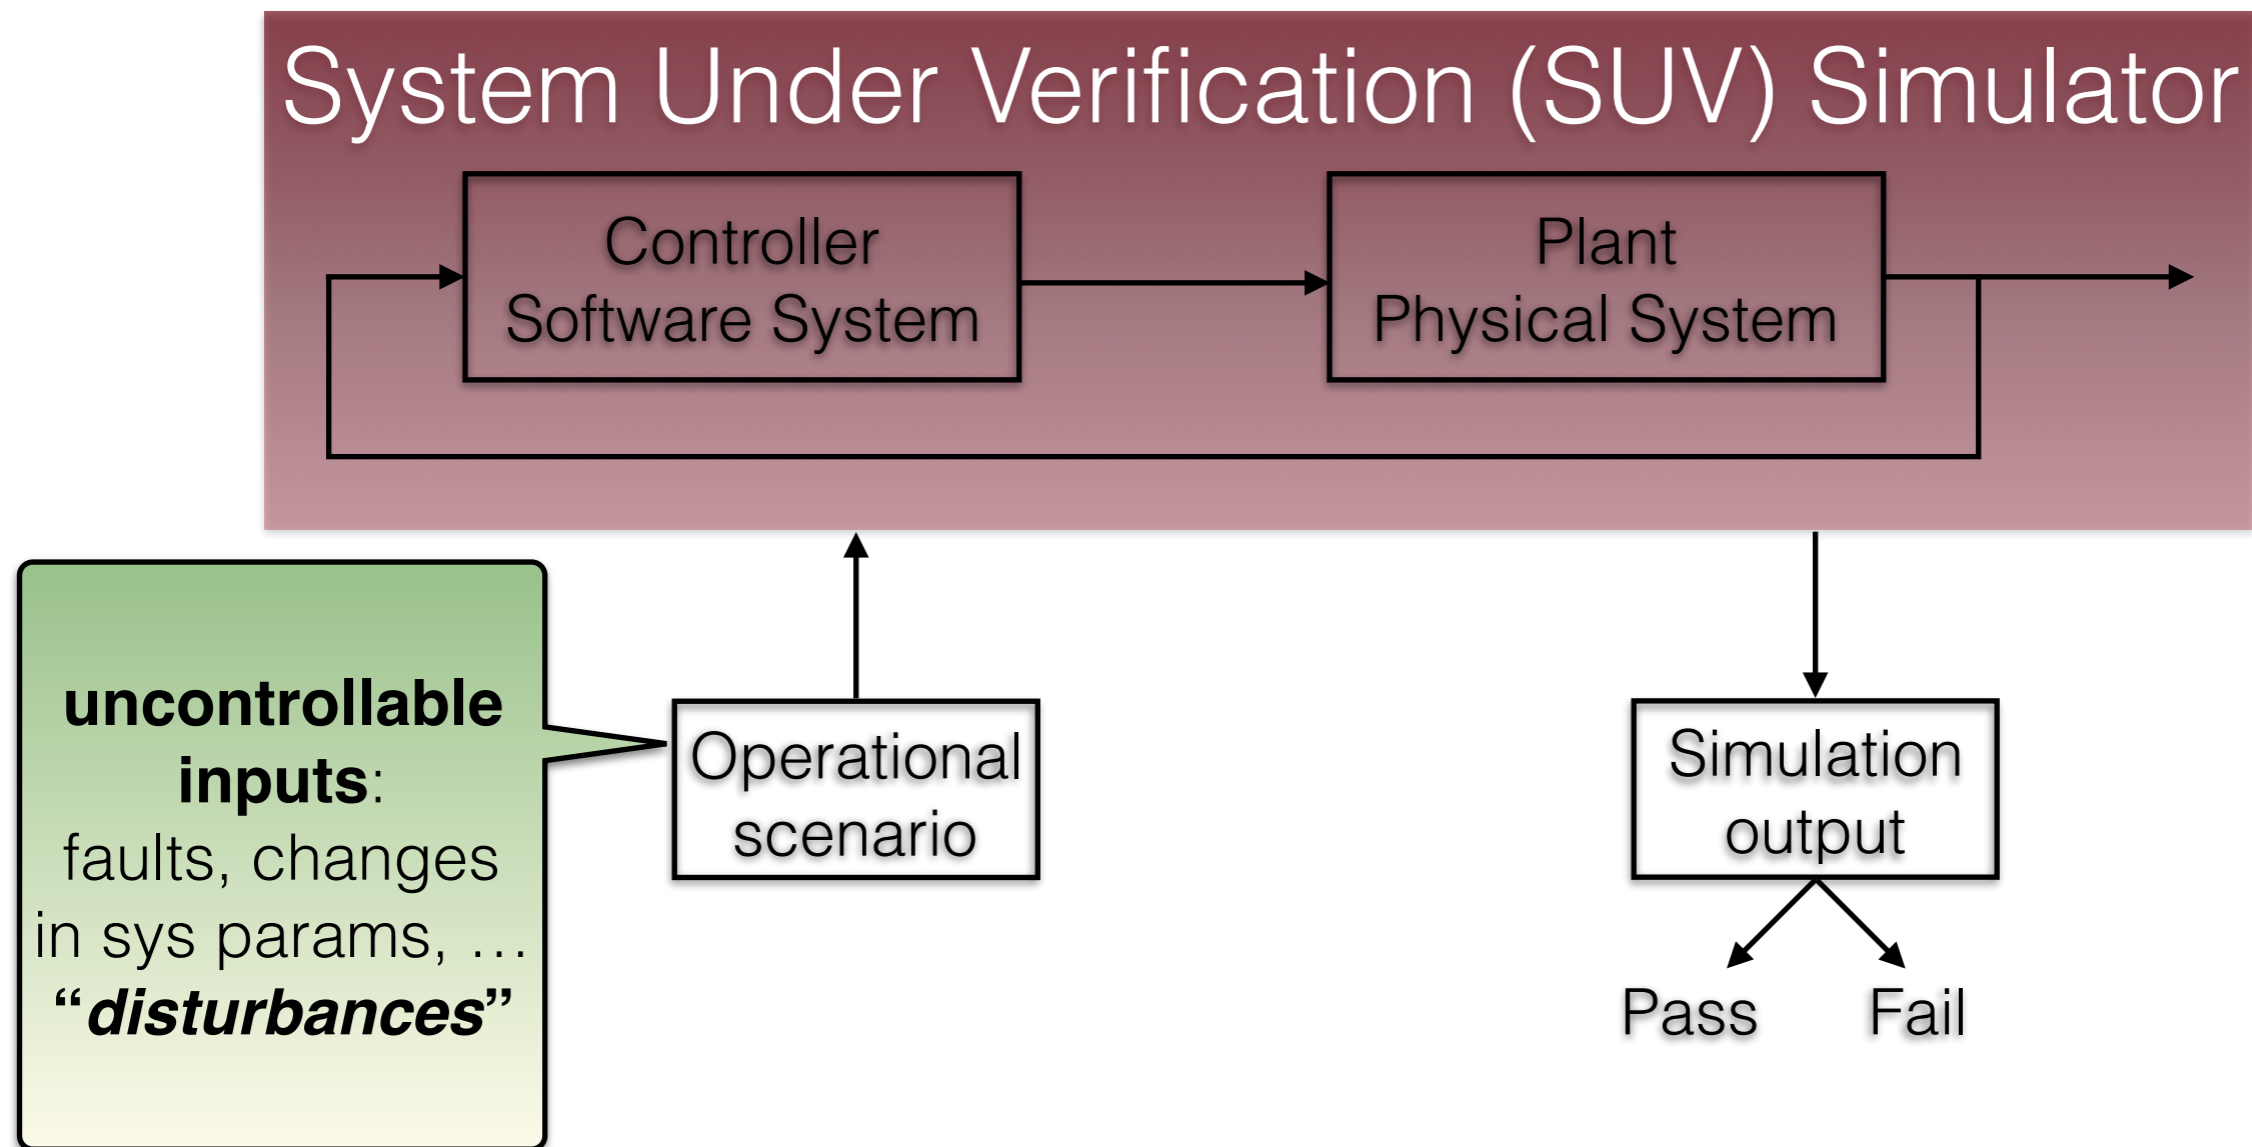 System Under Verification (SUV) Simulator
Controller
Software System
Plant
Physical System
uncontrollable
inputs:
faults, changes
in sys params, …
“disturbances”
Operational
scenario
Simulation
output
Pass
Fail